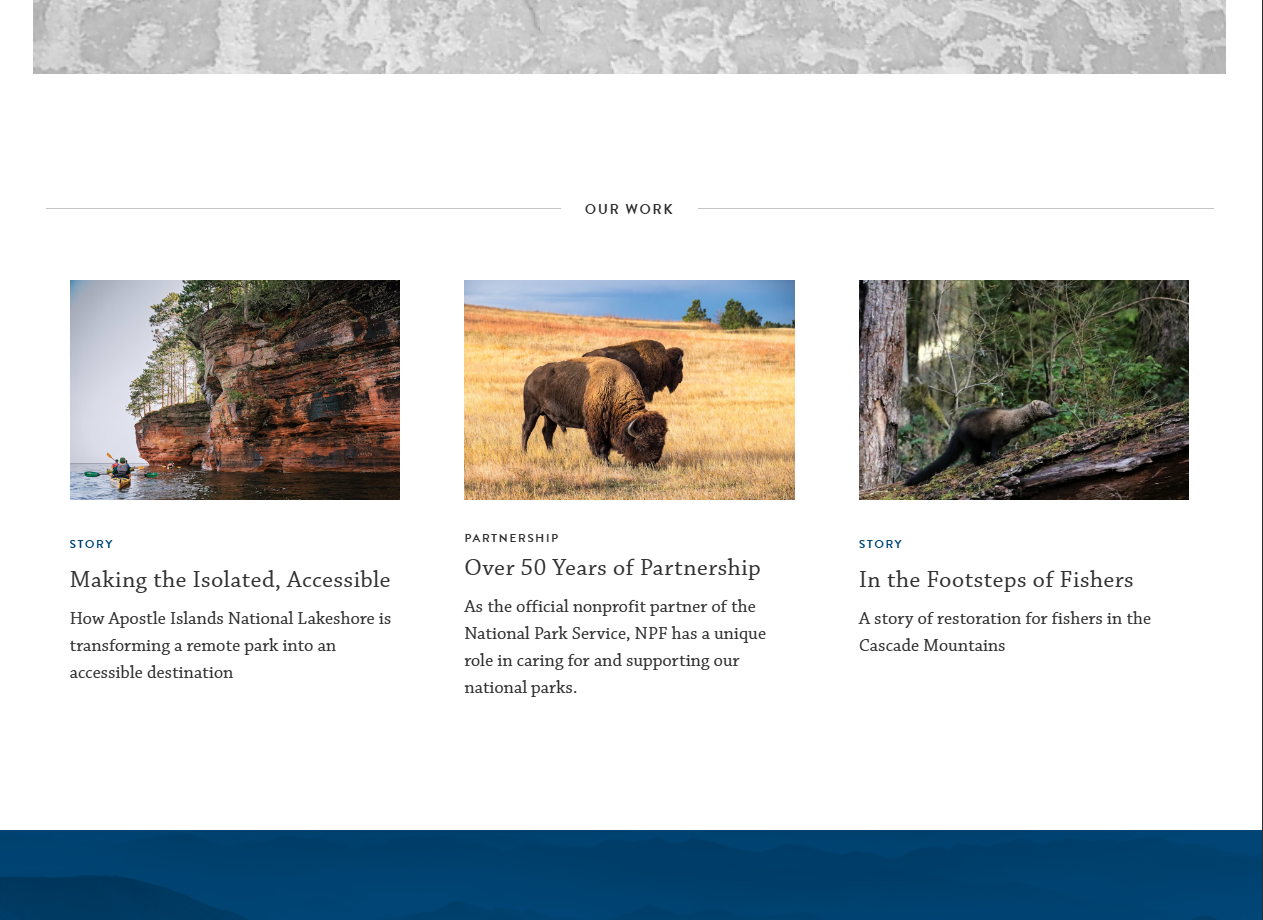 OUR WORK
STORY
Making the Isolated, Accessible
How Apostle Islands National Lakeshore is
transforming a remote park into an
accessible destination
PARTNERSHIP
Over 50 Years of Partnership
As the official nonprofit partner of the
National Park Service, NPF has a unique
role in caring for and supporting our
national parks.
STORY
In the Footsteps of Fishers
A story of restoration for fishers in the
Cascade Mountains